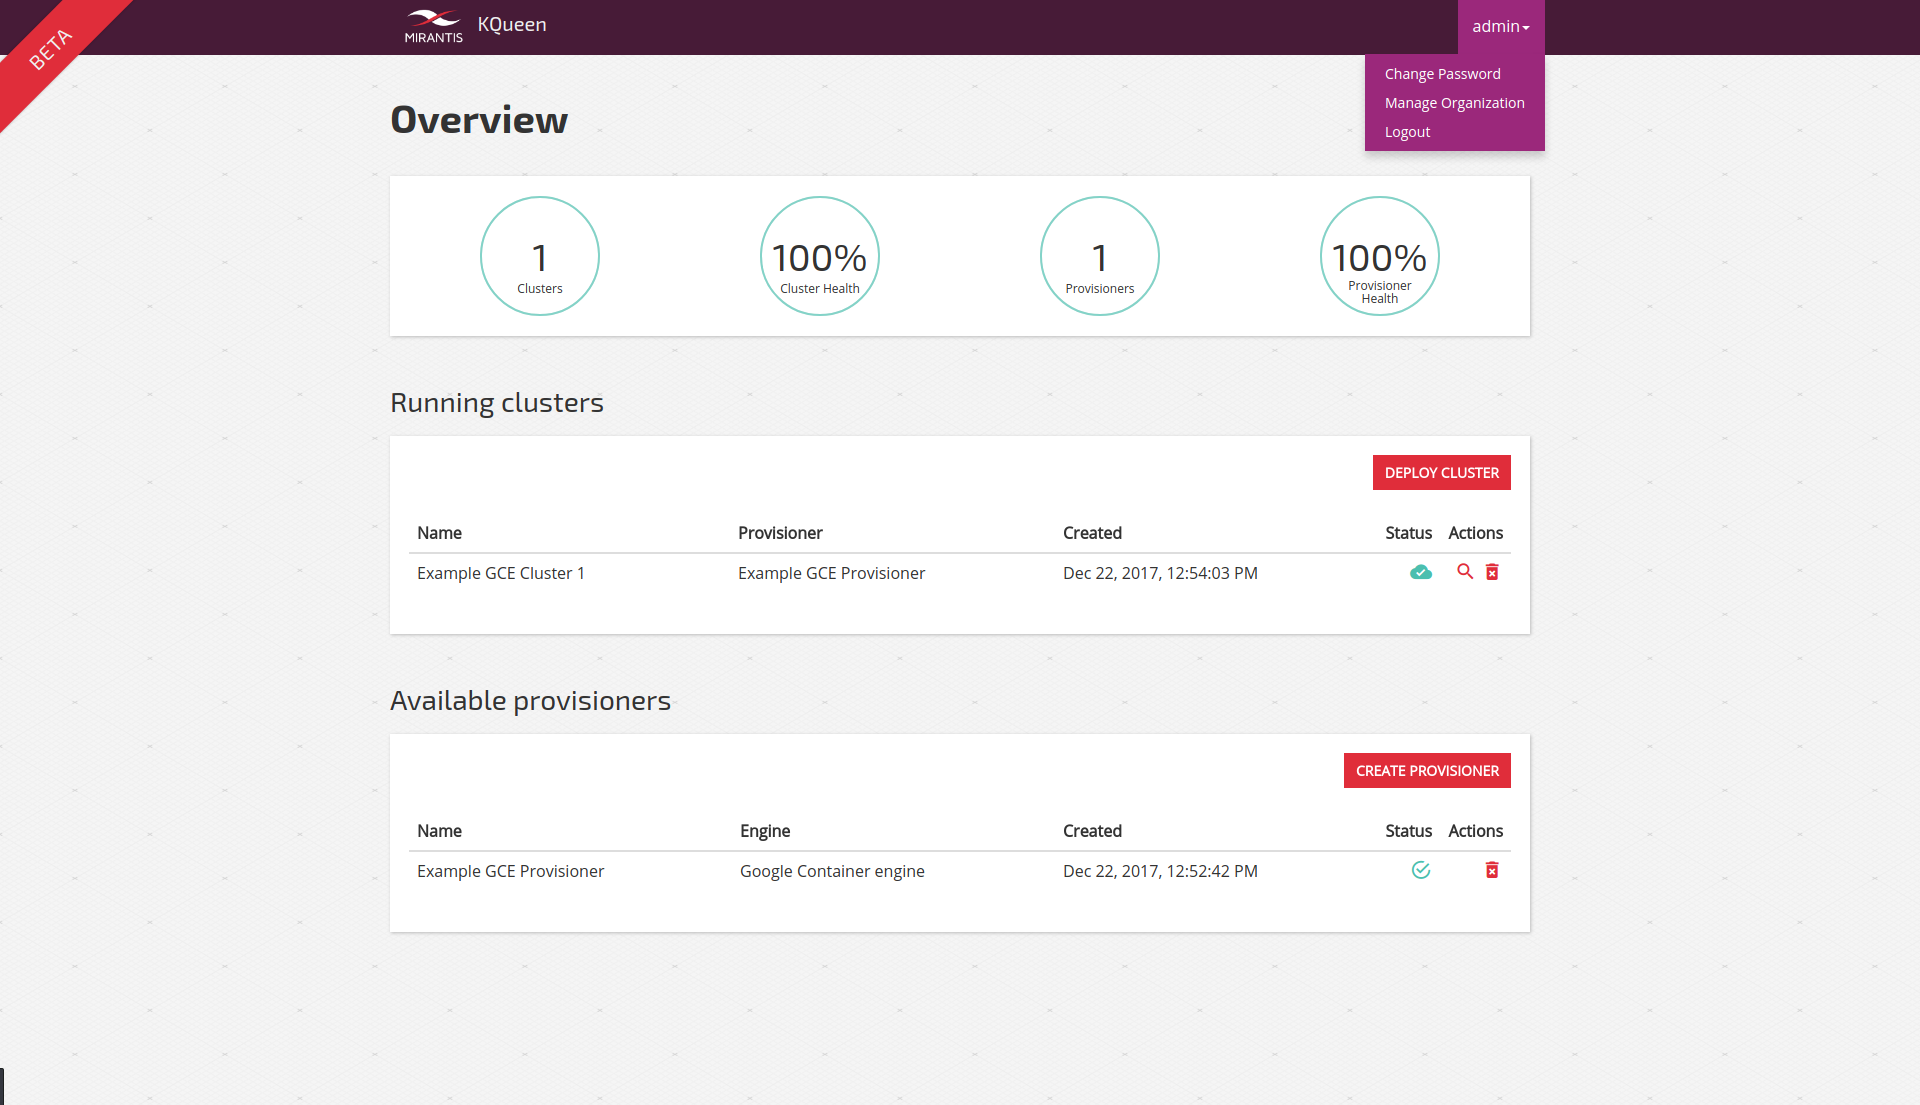 BETA
MIRANTIS KQueen
admin
Change Password
Manage Organization
Logout
Overview
1
Clusters
100%
Cluster Health
1
Provisioners
100%
Provisioner
Health
Running clusters
DEPLOY CLUSTER
Name Provisioner Created Status Actions
Example GCE Cluster 1 Example GCE Provisioner Dec 22, 2017, 12:54:03 PM
Available provisioners
CREATE PROVISIONER
Name Engine Created Status Actions
Example GCE Provisioner Google Container engine Dec 22, 2017, 12:52:42 PM